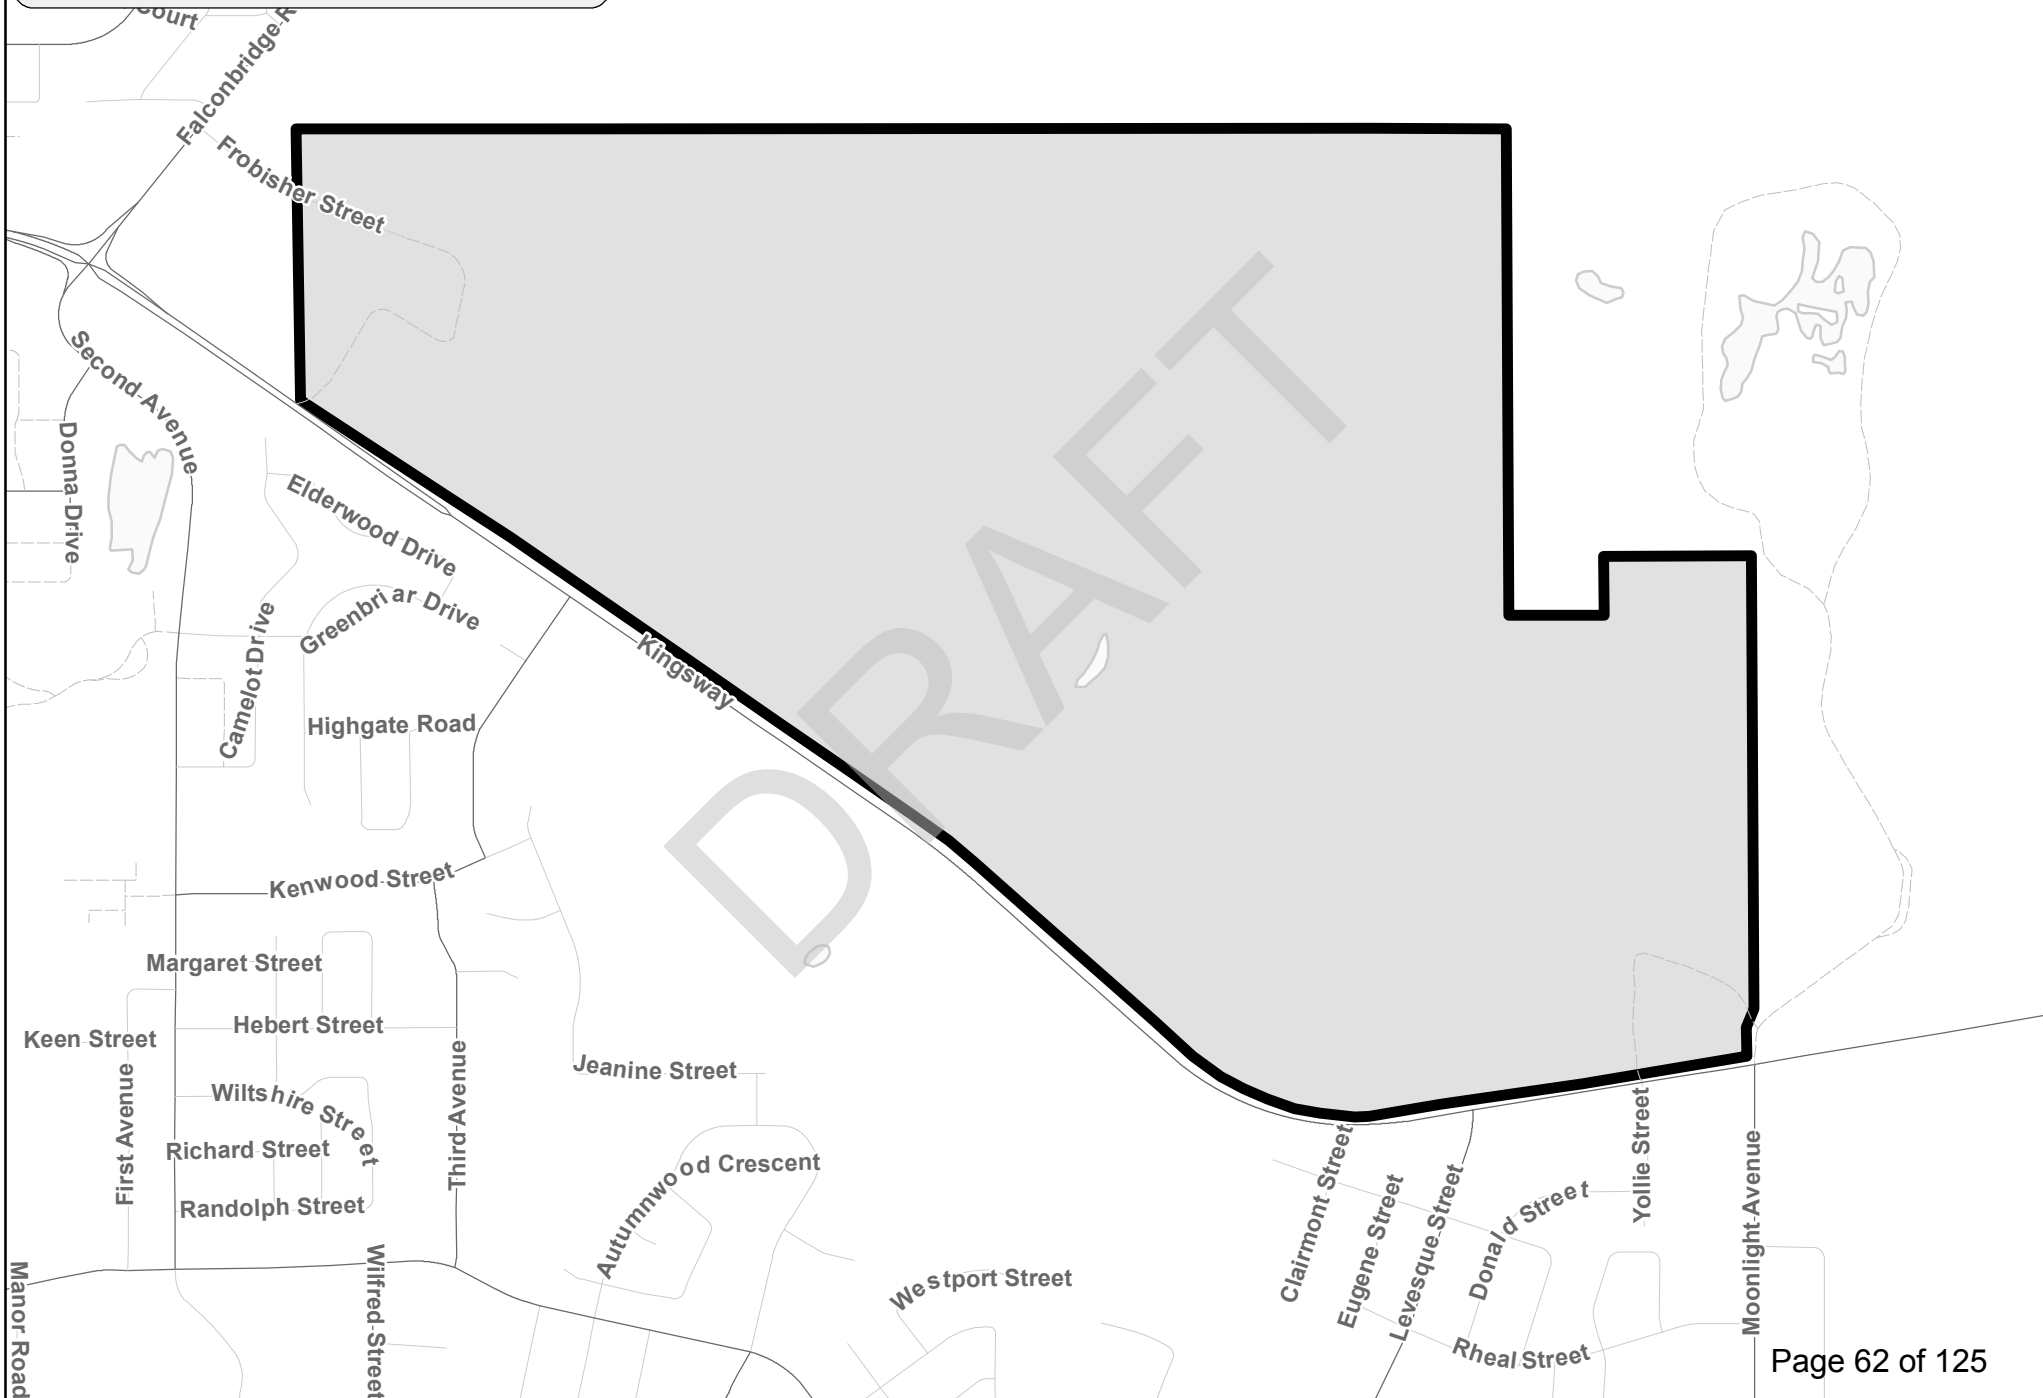 Court
Falconbridge R
Frobisher Street
Second Avenue
Donna Drive
Elderwood Drive
Greenbriar Drive
Camelot Drive
Kingsway
Highgate Road
DRAFT
Kenwood Street
Margaret Street
Hebert Street
Keen Street
First Avenue
Wiltshire Street
Richard Street
Randolph Street
Third Avenue
Jeanine Street
Autumnwood Crescent
Westport Street
Wilfred Street
Manor Road
Clairmont Street
Eugene Street
Levesque Street
Donald Street
Rheal Street
Yollie Street
Moonlight Avenue
Page 62 of 125